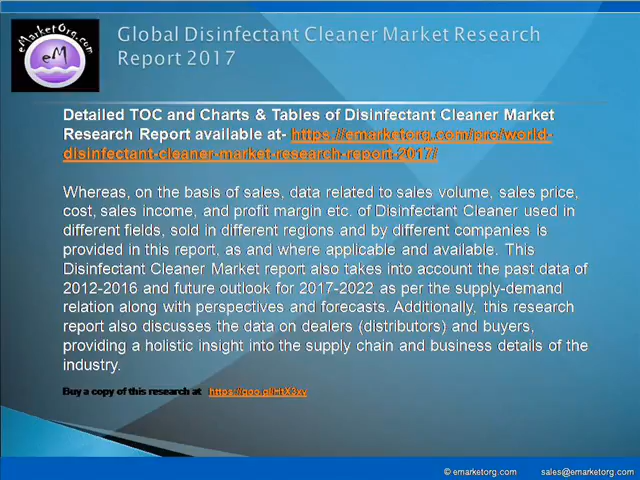 eMarketOrg.com
eM
Global Disinfectant Cleaner Market Research
Report 2017
Detailed TOC and Charts & Tables of Disinfectant Cleaner Market
Research Report available at- https://emarketorg.com/pro/world-
disinfectant-cleaner-market-research-report-2017/
Whereas, on the basis of sales, data related to sales volume, sales price,
cost, sales income, and profit margin etc. of Disinfectant Cleaner used in
different fields, sold in different regions and by different companies is
provided in this report, as and where applicable and available. This
Disinfectant Cleaner Market report also takes into account the past data of
2012-2016 and future outlook for 2017-2022 as per the supply-demand
relation along with perspectives and forecasts. Additionally, this research
report also discusses the data on dealers (distributors) and buyers,
providing a holistic insight into the supply chain and business details of the
industry.
Buy a copy of this research at
© emarketorg.com sales@emarketorg.com